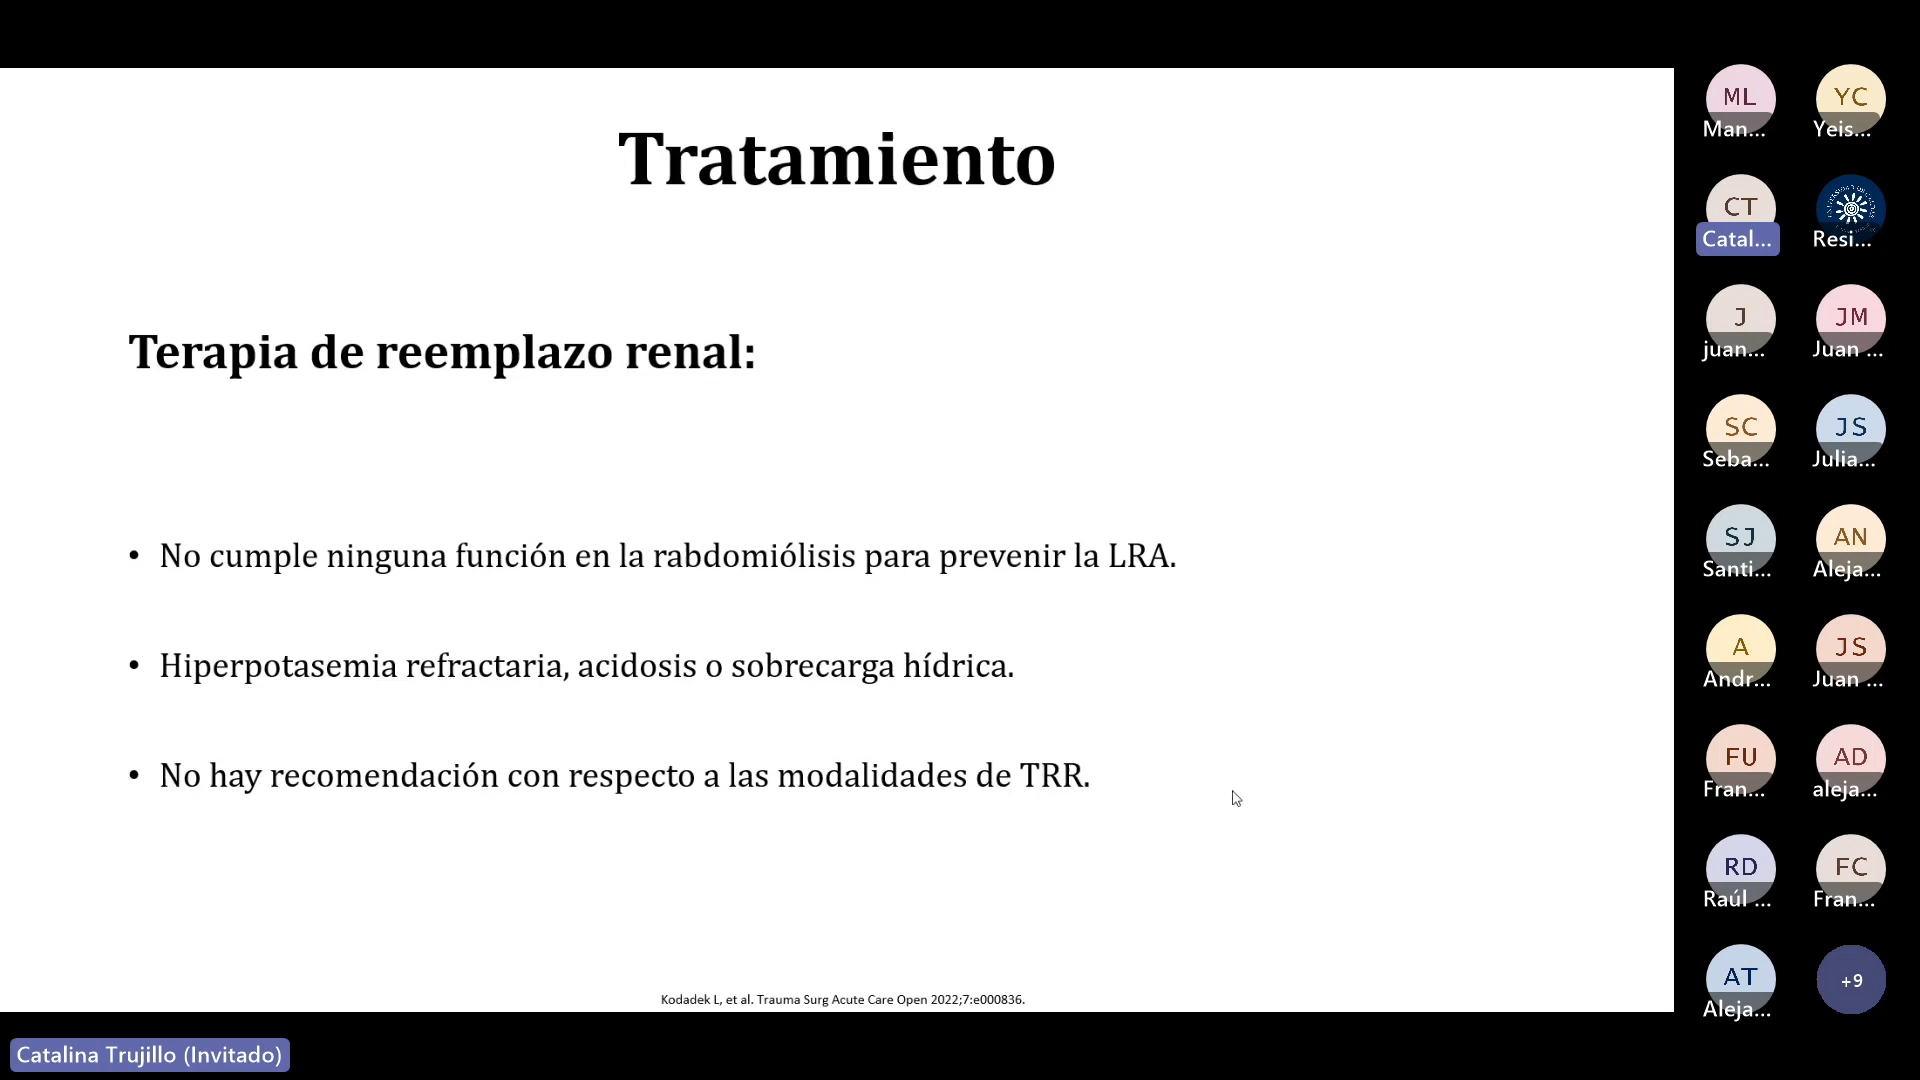 Tratamiento
Terapia de reemplazo renal:
• No cumple ninguna función en la rabdomiólisis para prevenir la LRA.
• Hiperpotasemia refractaria, acidosis o sobrecarga hídrica.
• No hay recomendación con respecto a las modalidades de TRR.
Kodadek L, et al. Trauma Surg Acute Care Open 2022;7:e000836.
Catalina Trujillo (Invitado)
ML YC
Man... Yeis...
CT
Catal... Resi...
J JM
juan... Juan ...
SC JS
Seba... Julia...
SJ AN
Santi... Aleja...
A JS
Andr... Juan ...
FU AD
Fran... aleja...
RD FC
Raúl ... Fran...
AT +9
Aleja...